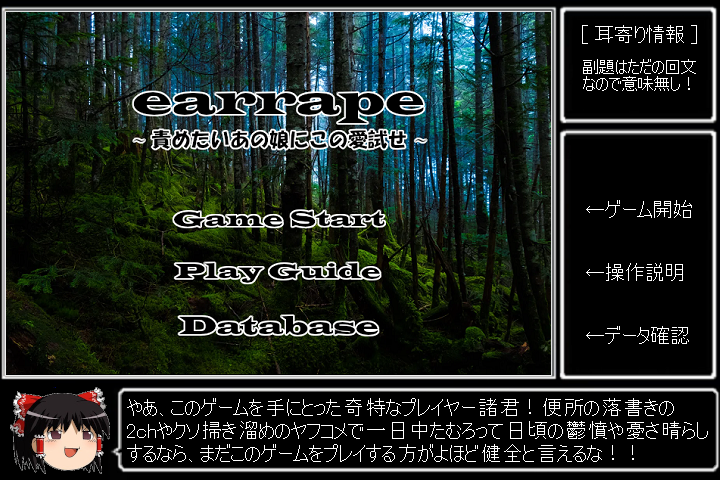 earrape
~ 責めたいあの娘にこの愛試せ ~
Game Start
Play Guide
Database
[ 耳寄り情報 ]
副題はただの回文
なので意味無し！
←ゲーム開始
←操作説明
←データ確認
やあ、このゲームを手にとった奇特なプレイヤー諸君！ 便所の落書きの
2chやクソ掃き溜めのヤフコメで一日中たむろって日頃の鬱憤や憂さ晴らし
するなら、まだこのゲームをプレイする方がよほど健全と言えるな！！